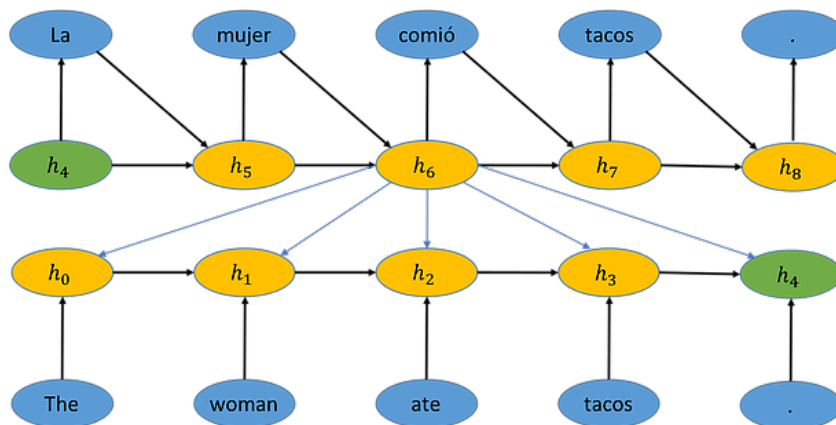 La mujer comió tacos .
h₄ h₅ h₆ h₇ h₈
h₀ h₁ h₂ h₃ h₄
The woman ate tacos .